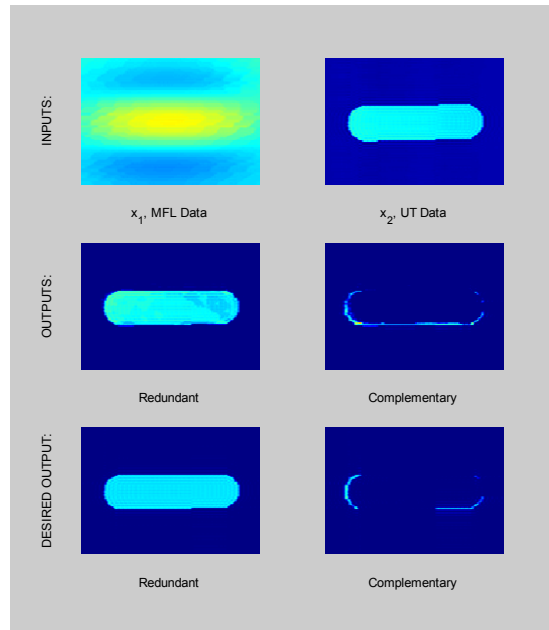 INPUTS:
x1, MFL Data
x2, UT Data
OUTPUTS:
Redundant
Complementary
DESIRED OUTPUT:
Redundant
Complementary